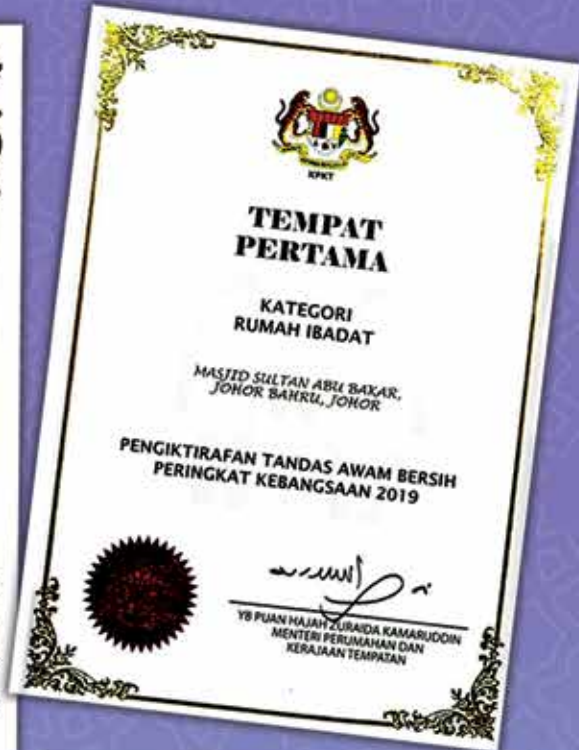 KPKT
TEMPAT
PERTAMA
KATEGORI
RUMAH IBADAT
MASJID SULTAN ABU BAKAR,
JOHOR BAHRU, JOHOR
PENGIKTIRAFAN TANDAS AWAM BERSIH
PERINGKAT KEBANGSAAN 2019
YB PUAN HAJAH ZURAIDA KAMARUDDIN
MENTERI PERUMAHAN DAN
KERAJAAN TEMPATAN